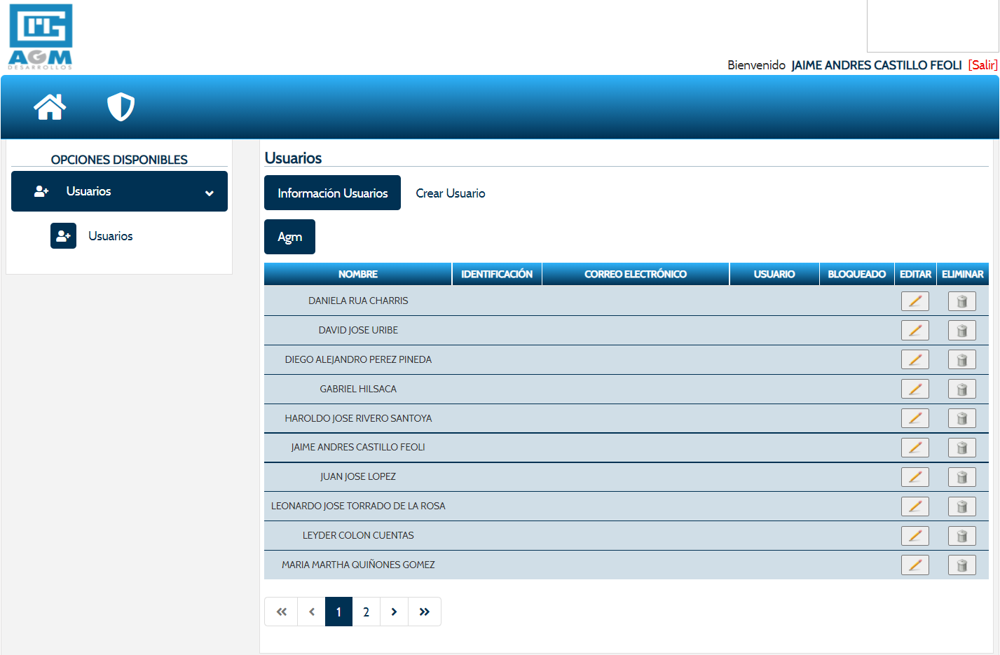 AGM
DESARROLLOS
Bienvenido JAIME ANDRES CASTILLO FEOLI [Salir]
OPCIONES DISPONIBLES
Usuarios
Usuarios
Usuarios
Información Usuarios Crear Usuario
Agm
NOMBRE IDENTIFICACIÓN CORREO ELECTRÓNICO USUARIO BLOQUEADO EDITAR ELIMINAR
DANIELA RUA CHARRIS
DAVID JOSE URIBE
DIEGO ALEJANDRO PEREZ PINEDA
GABRIEL HILSACA
HAROLDO JOSE RIVERO SANTOYA
JAIME ANDRES CASTILLO FEOLI
JUAN JOSE LOPEZ
LEONARDO JOSE TORRADO DE LA ROSA
LEYDER COLON CUENTAS
MARIA MARTHA QUIÑONES GOMEZ
« ‹ 1 2 › »